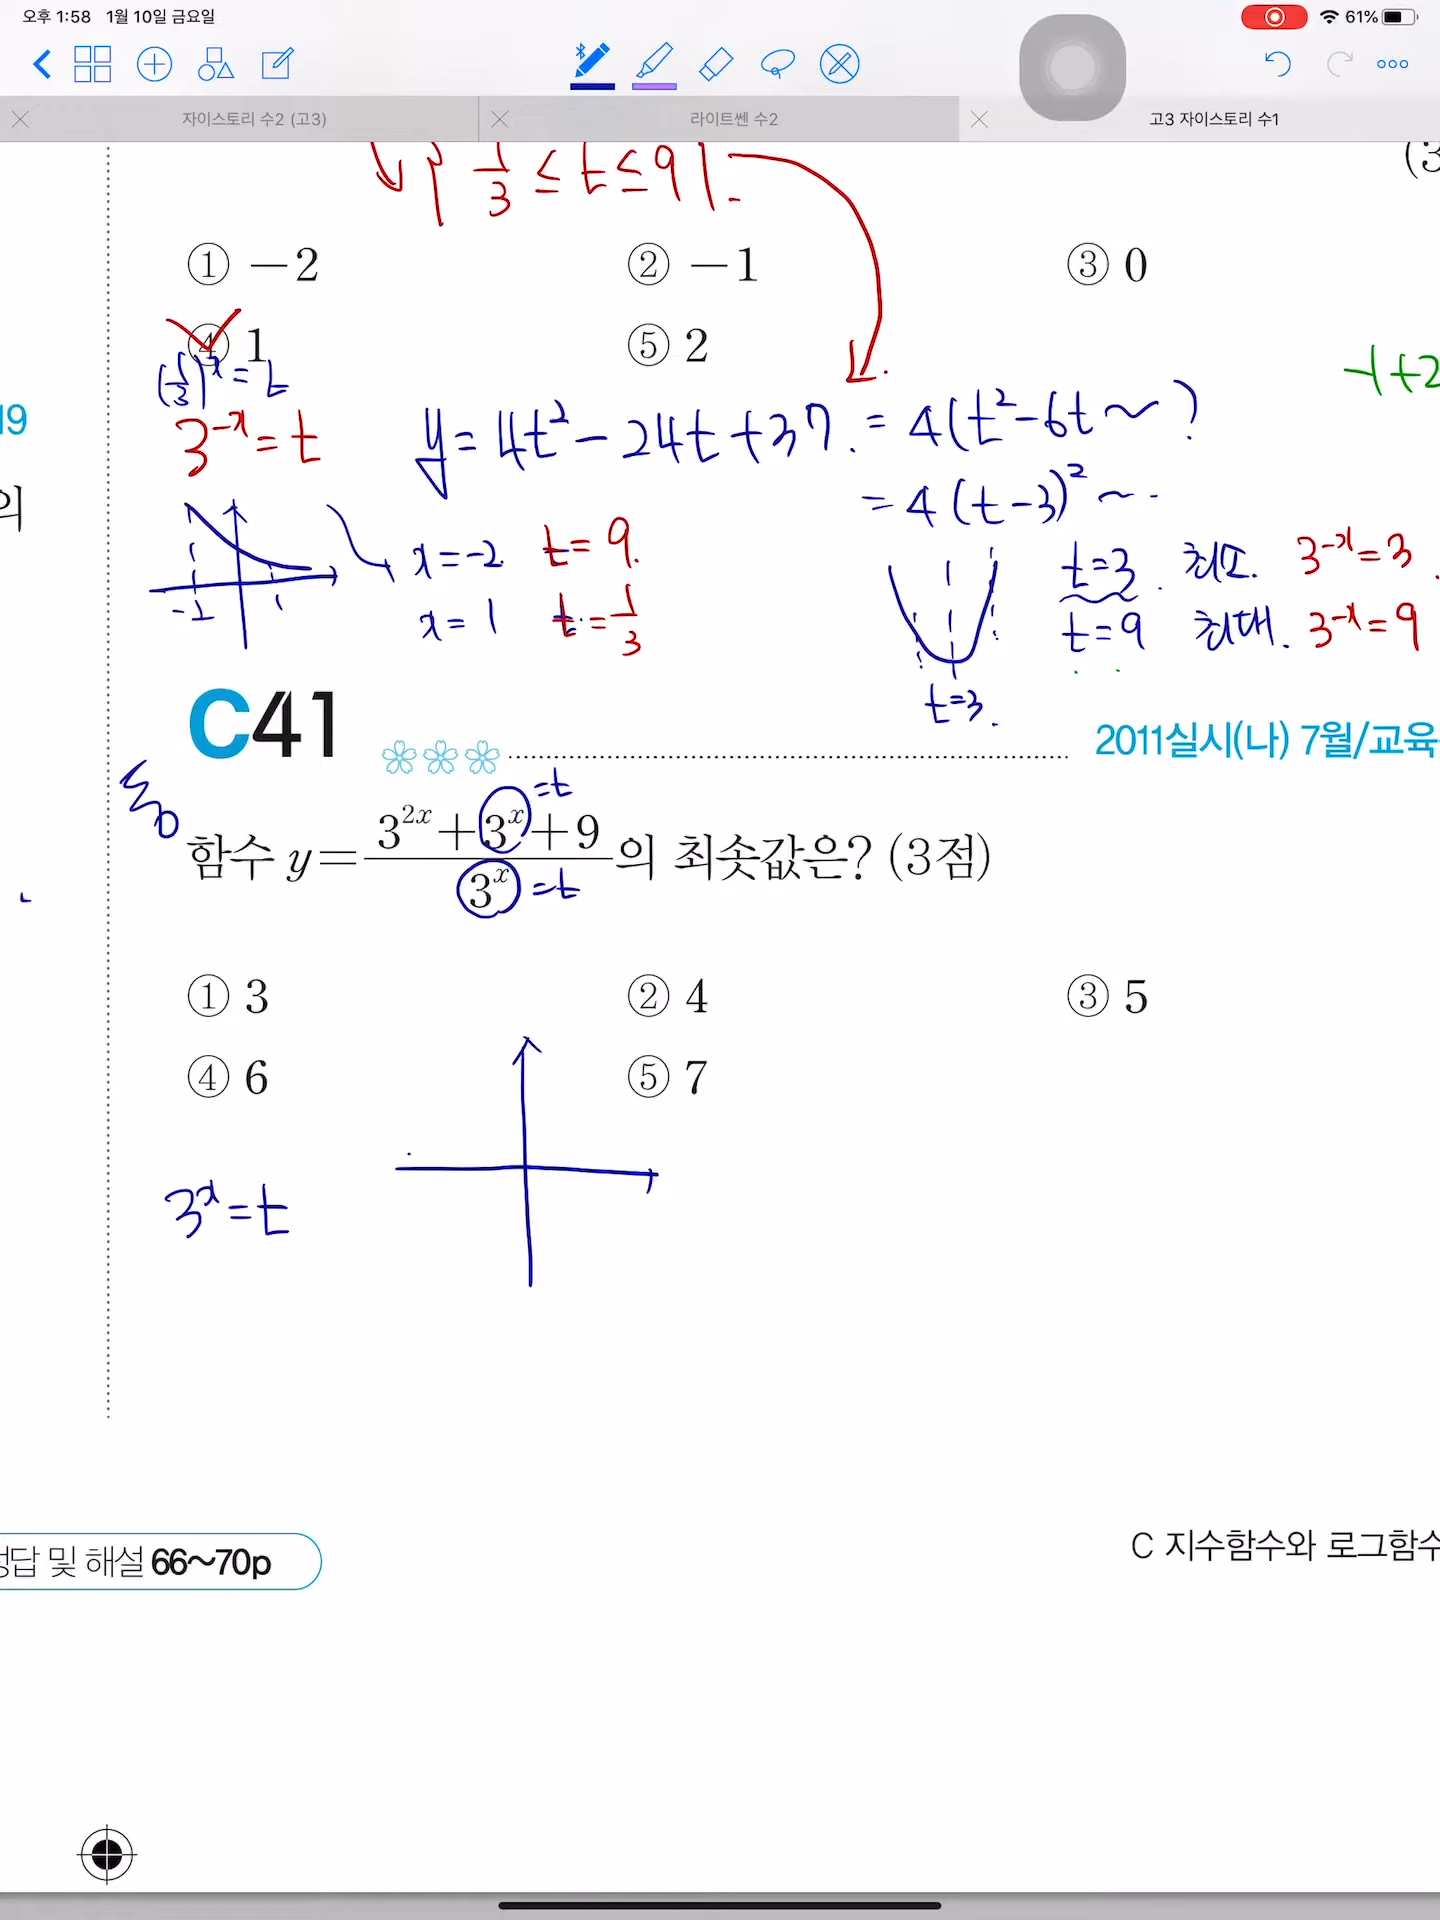 오후 1:58 1월 10일 금요일
61%
자이스토리 수2 (고3)
라이트쎈 수2
고3 자이스토리 수1
1/3 ≤ t ≤ 9
(3
① -2
② -1
③ 0
④ 1
⑤ 2
(1/3)^x = t
3^-x = t
y = 4t² - 24t + 37. = 4(t² - 6t ~ ?
= 4(t-3)² ~
-1+2
19
의
x = -2. t = 9.
x = 1 t = 1/3
t=3. 최소. 3^-x = 3.
t=9 최대. 3^-x = 9
t=3.
1
C41
2011실시(나) 7월/교육
함수 y = (3^2x + 3^x + 9)/3^x 의 최솟값은? (3점)
=t
=t
① 3
② 4
③ 5
④ 6
⑤ 7
3^x = t
답 및 해설 66~70p
C 지수함수와 로그함수